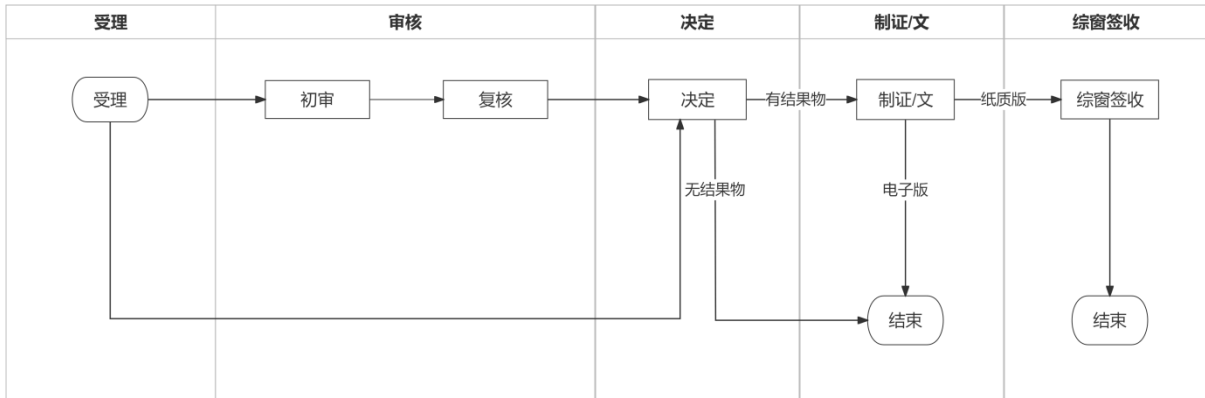 受理 审核 决定 制证/文 综窗签收
受理 初审 复核 决定 有结果物 制证/文 纸质版 综窗签收
无结果物 电子版
结束 结束